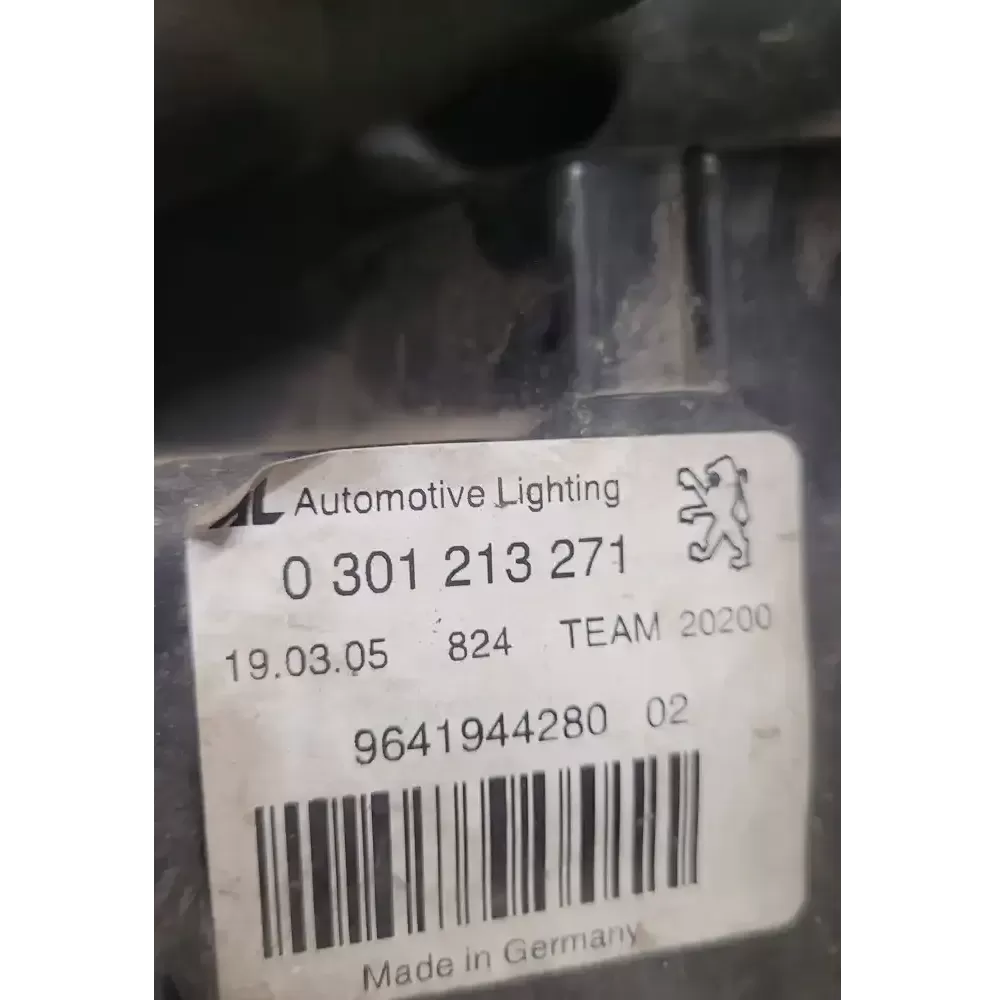 AL Automotive Lighting
0 301 213 271
19.03.05 824 TEAM 20200
9641944280 02
Made in Germany